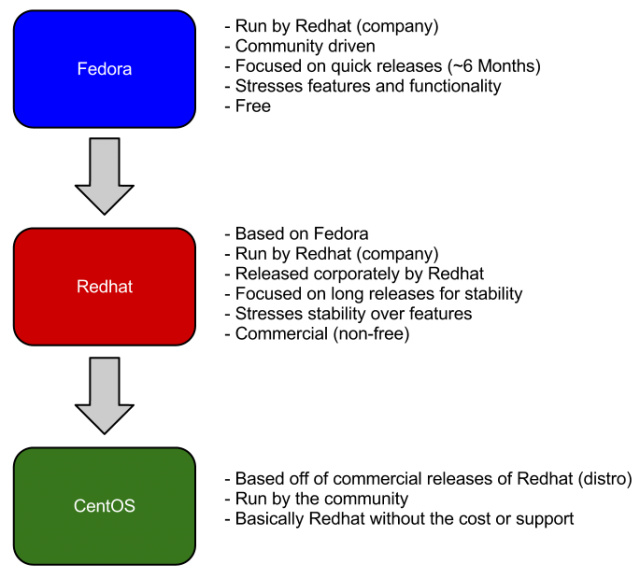 Fedora
- Run by Redhat (company)
- Community driven
- Focused on quick releases (~6 Months)
- Stresses features and functionality
- Free
Redhat
- Based on Fedora
- Run by Redhat (company)
- Released corporately by Redhat
- Focused on long releases for stability
- Stresses stability over features
- Commercial (non-free)
CentOS
- Based off of commercial releases of Redhat (distro)
- Run by the community
- Basically Redhat without the cost or support